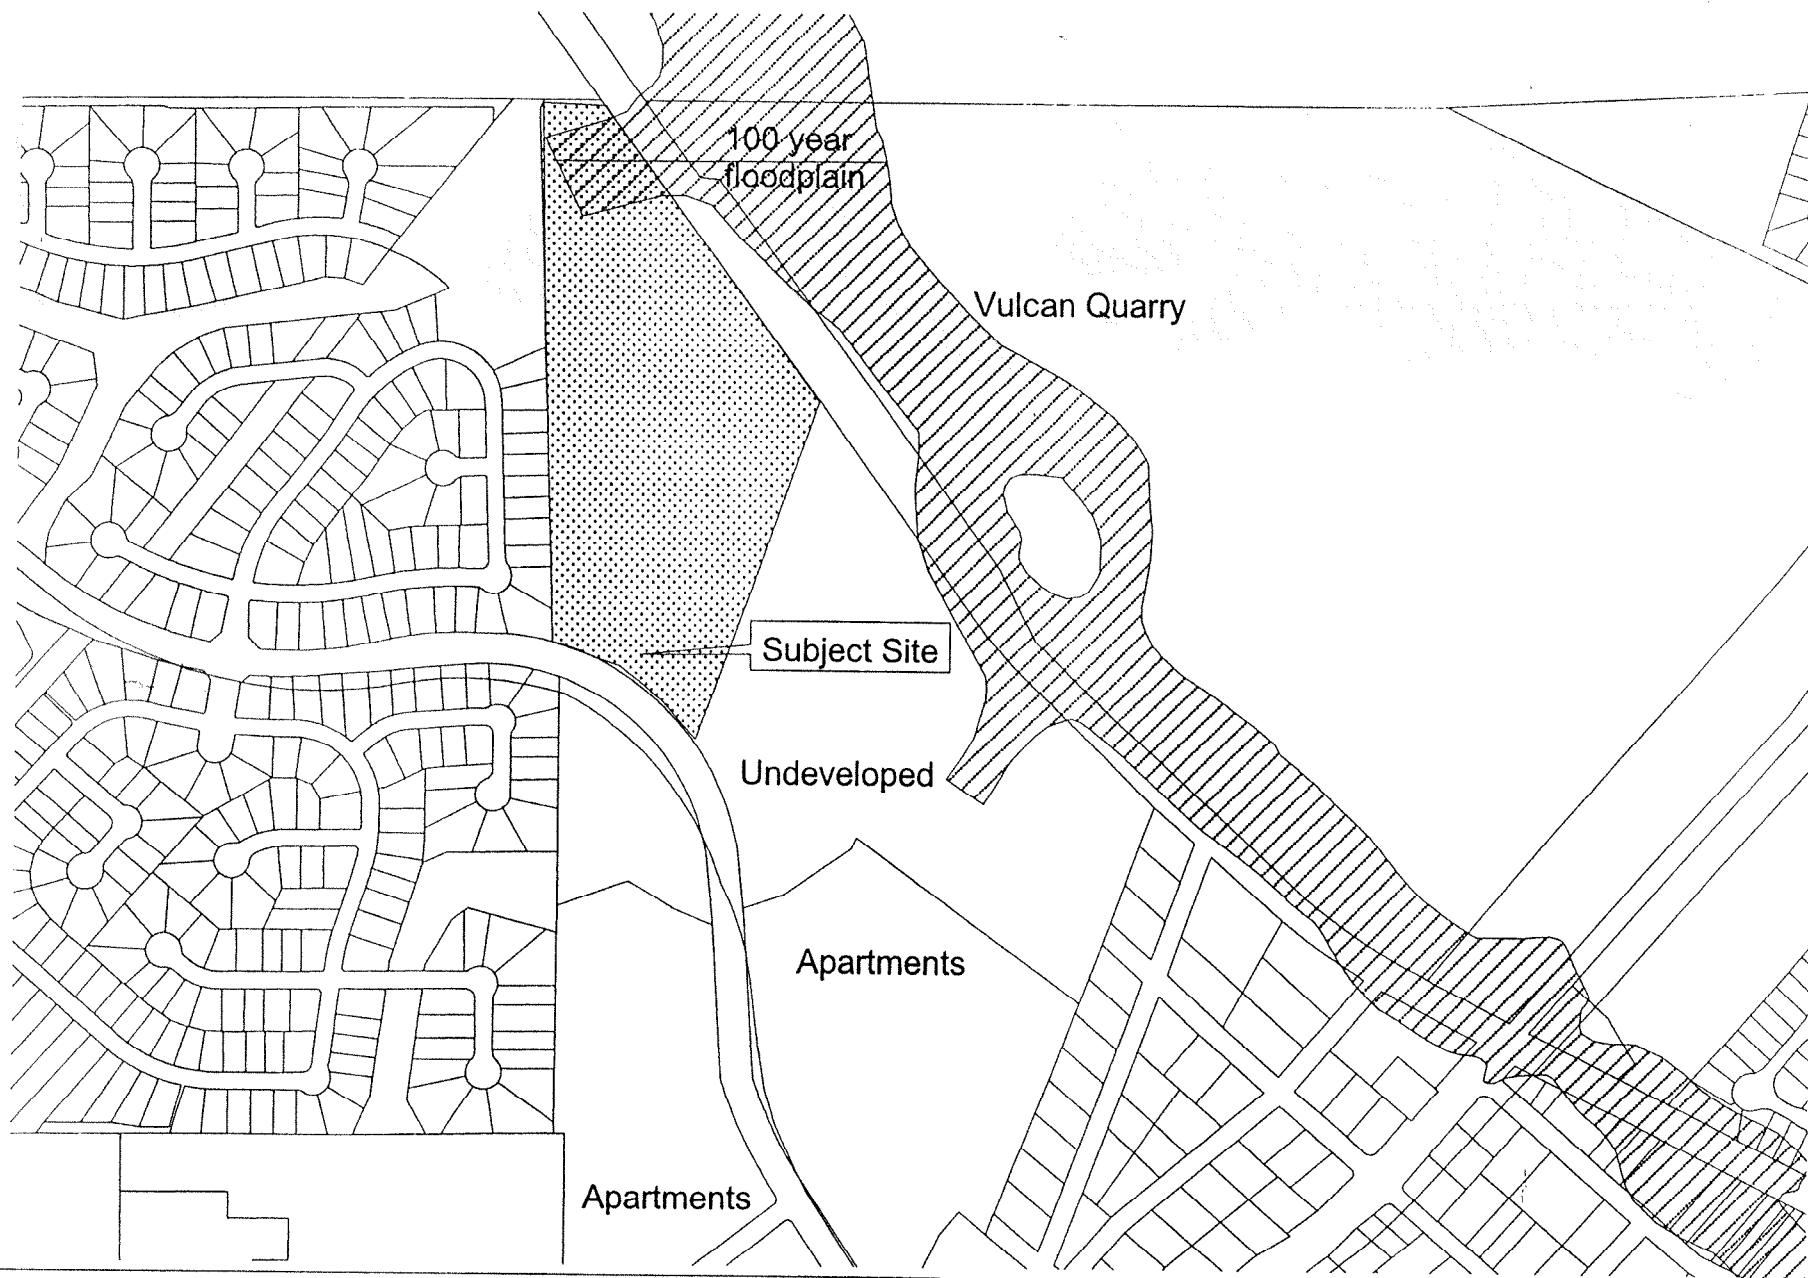 100 year
floodplain
Vulcan Quarry
Subject Site
Undeveloped
Apartments
Apartments